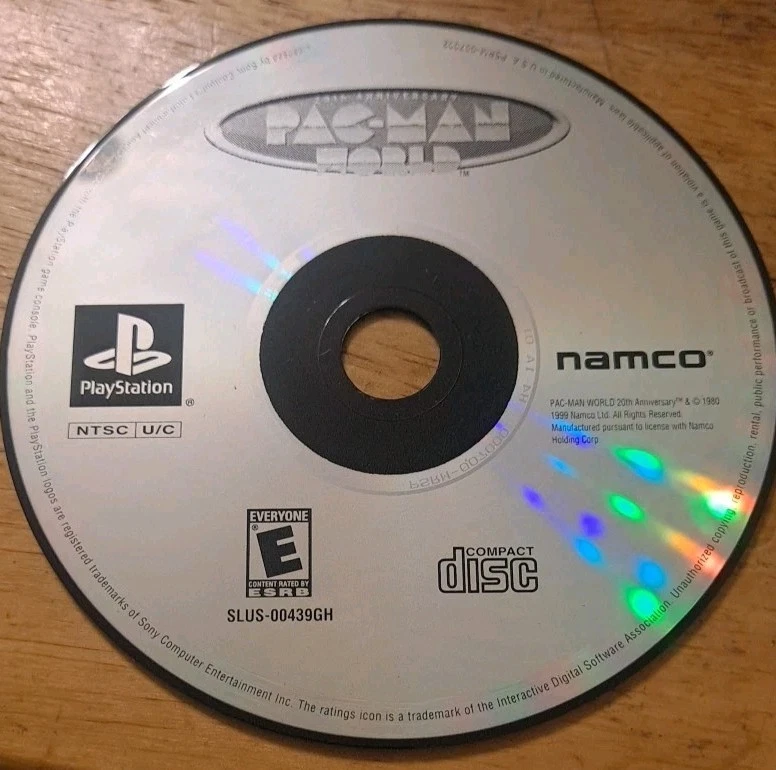 20TH ANNIVERSARY
PAC-MAN
WORLD™
PlayStation®
NTSC U/C
namco®
PAC-MAN WORLD 20th Anniversary™ & © 1980
1999 Namco Ltd. All Rights Reserved.
Manufactured pursuant to license with Namco
Holding Corp
EVERYONE
E®
CONTENT RATED BY
ESRB
SLUS-00439GH
COMPACT
disc
game console. PlayStation and the PlayStation logos are registered trademarks of Sony Computer Entertainment Inc. The ratings icon is a trademark of the Interactive Digital Software Association. Unauthorized copying, reproduction, rental, public performance or broadcast of this game is a violation of applicable laws. Manufactured in U.S.A.